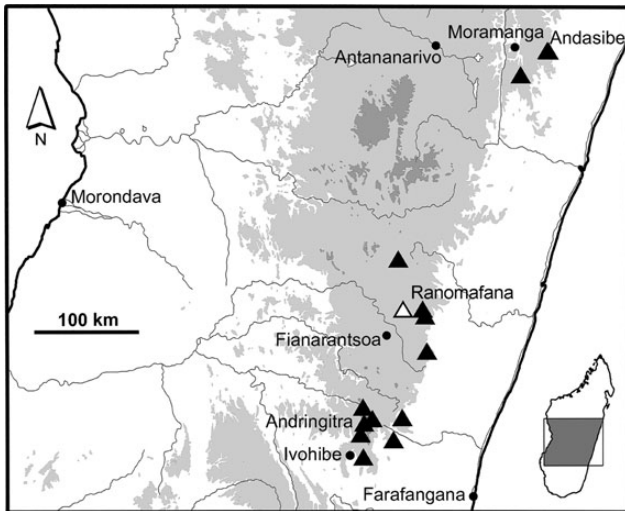 Moramanga
Andasibe
Antananarivo
N
Morondava
Ranomafana
100 km
Fianarantsoa
Andringitra
Ivohibe
Farafangana